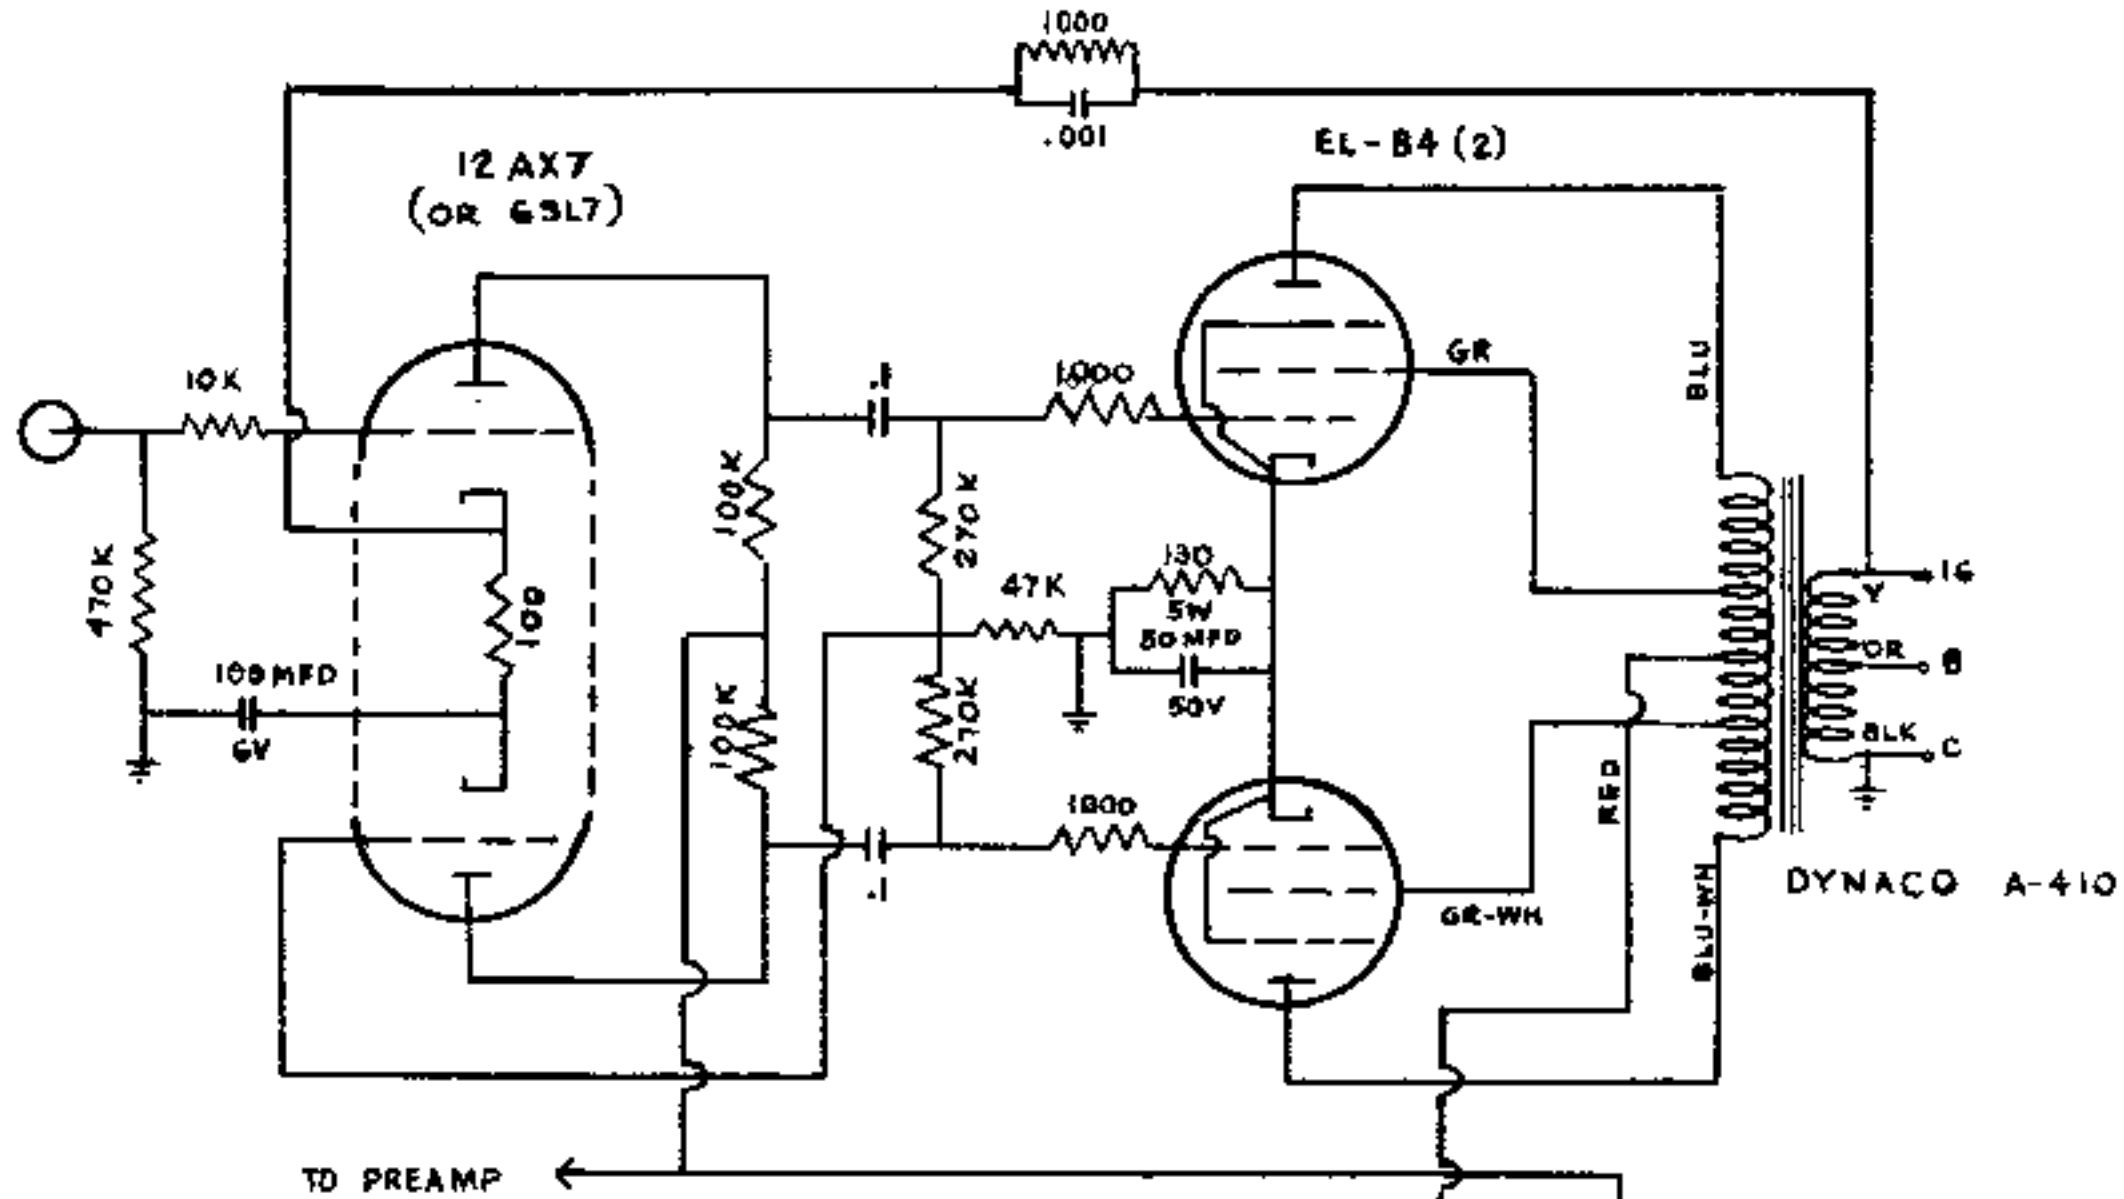 1000
.001
12 AX7
(OR 6SL7)
EL-84 (2)
10K
.1
1000
GR
BLU
100K
270K
470K
100
47K
130
5W
50 MFD
50V
16
Y
OR
8
100 MFD
6V
100K
270K
BLK
C
RED
1000
.1
GR-WH
BLU-WH
DYNACO A-410
TO PREAMP